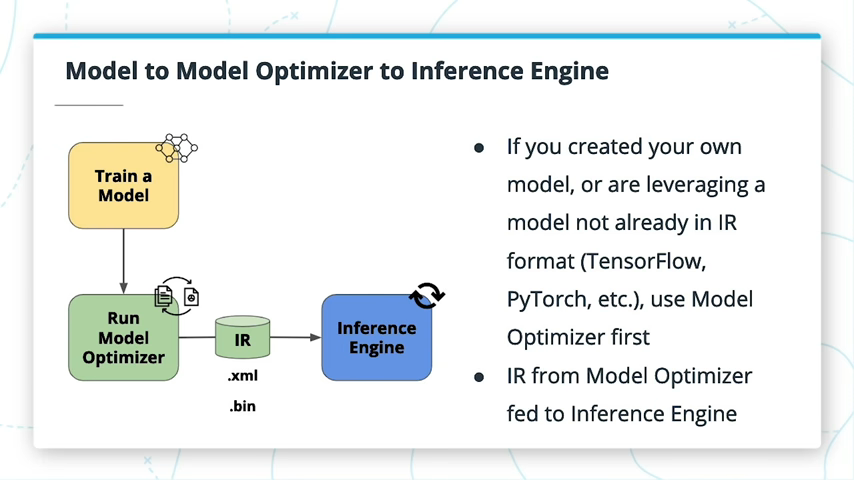 Model to Model Optimizer to Inference Engine
Train a
Model
Run
Model
Optimizer
IR
.xml
.bin
Inference
Engine
● If you created your own
model, or are leveraging a
model not already in IR
format (TensorFlow,
PyTorch, etc.), use Model
Optimizer first
● IR from Model Optimizer
fed to Inference Engine